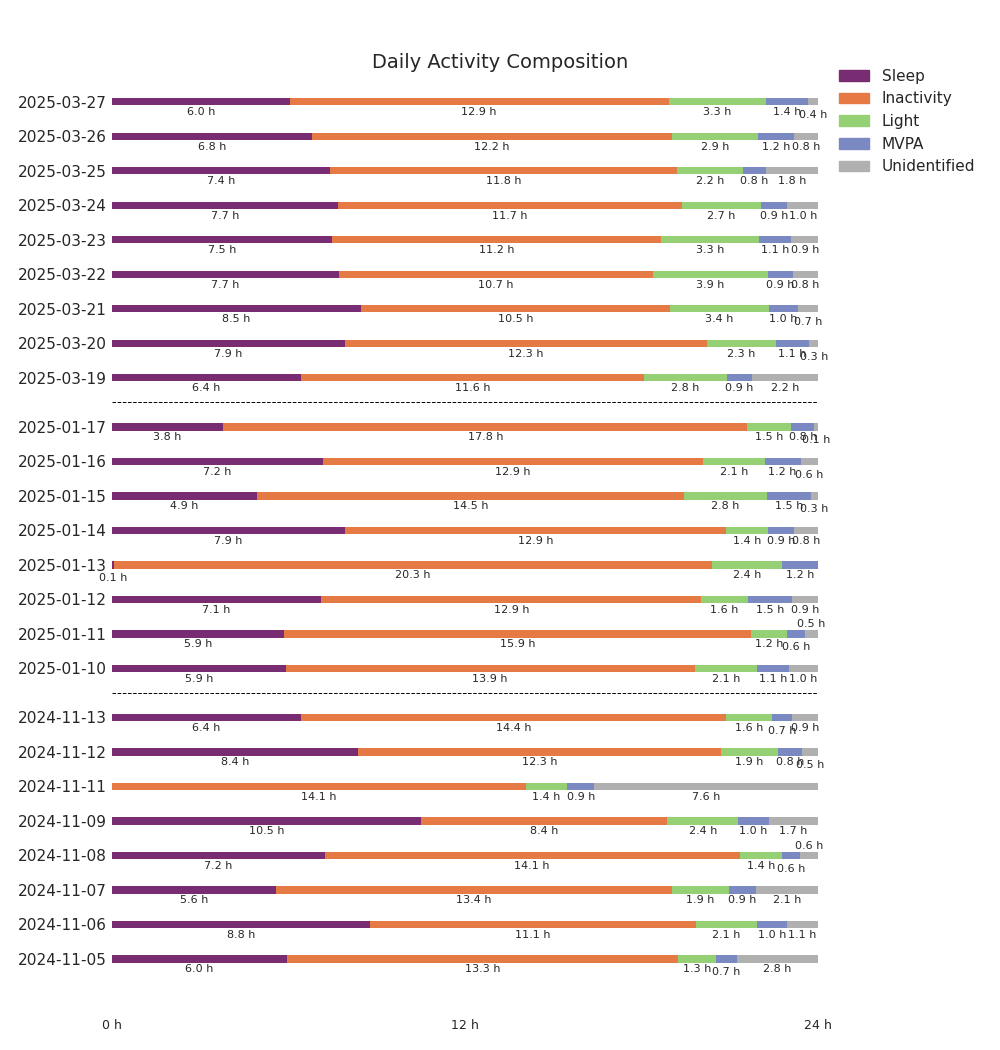 Daily Activity Composition
Sleep
Inactivity
Light
MVPA
Unidentified
2025-03-27
6.0 h 12.9 h 3.3 h 1.4 h 0.4 h
2025-03-26
6.8 h 12.2 h 2.9 h 1.2 h 0.8 h
2025-03-25
7.4 h 11.8 h 2.2 h 0.8 h 1.8 h
2025-03-24
7.7 h 11.7 h 2.7 h 0.9 h 1.0 h
2025-03-23
7.5 h 11.2 h 3.3 h 1.1 h 0.9 h
2025-03-22
7.7 h 10.7 h 3.9 h 0.9 h 0.8 h
2025-03-21
8.5 h 10.5 h 3.4 h 1.0 h 0.7 h
2025-03-20
7.9 h 12.3 h 2.3 h 1.1 h 0.3 h
2025-03-19
6.4 h 11.6 h 2.8 h 0.9 h 2.2 h
2025-01-17
3.8 h 17.8 h 1.5 h 0.8 h 0.1 h
2025-01-16
7.2 h 12.9 h 2.1 h 1.2 h 0.6 h
2025-01-15
4.9 h 14.5 h 2.8 h 1.5 h 0.3 h
2025-01-14
7.9 h 12.9 h 1.4 h 0.9 h 0.8 h
2025-01-13
0.1 h 20.3 h 2.4 h 1.2 h
2025-01-12
7.1 h 12.9 h 1.6 h 1.5 h 0.9 h
2025-01-11
5.9 h 15.9 h 1.2 h 0.6 h 0.5 h
2025-01-10
5.9 h 13.9 h 2.1 h 1.1 h 1.0 h
2024-11-13
6.4 h 14.4 h 1.6 h 0.7 h 0.9 h
2024-11-12
8.4 h 12.3 h 1.9 h 0.8 h 0.5 h
2024-11-11
14.1 h 1.4 h 0.9 h 7.6 h
2024-11-09
10.5 h 8.4 h 2.4 h 1.0 h 1.7 h
2024-11-08
7.2 h 14.1 h 1.4 h 0.6 h 0.6 h
2024-11-07
5.6 h 13.4 h 1.9 h 0.9 h 2.1 h
2024-11-06
8.8 h 11.1 h 2.1 h 1.0 h 1.1 h
2024-11-05
6.0 h 13.3 h 1.3 h 0.7 h 2.8 h
0 h 12 h 24 h